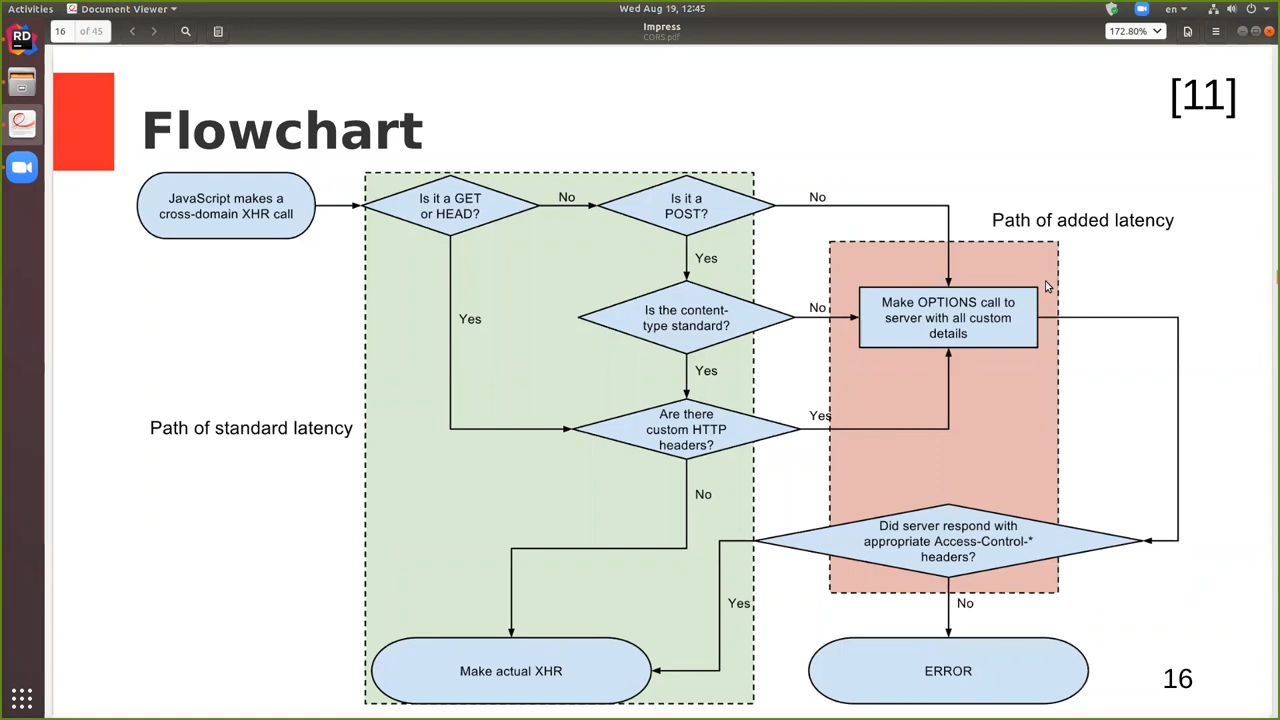 Activities
Document Viewer
Wed Aug 19, 12:45
en
16
of 45
Impress
CORS.pdf
172.80%
RD
[11]
Flowchart
JavaScript makes a
cross-domain XHR call
Is it a GET
or HEAD?
No
Is it a
POST?
No
Path of added latency
Yes
Make OPTIONS call to
server with all custom
details
Is the content-
type standard?
No
Yes
Yes
Are there
custom HTTP
headers?
Yes
Path of standard latency
No
Did server respond with
appropriate Access-Control-*
headers?
Yes
No
Make actual XHR
ERROR
16